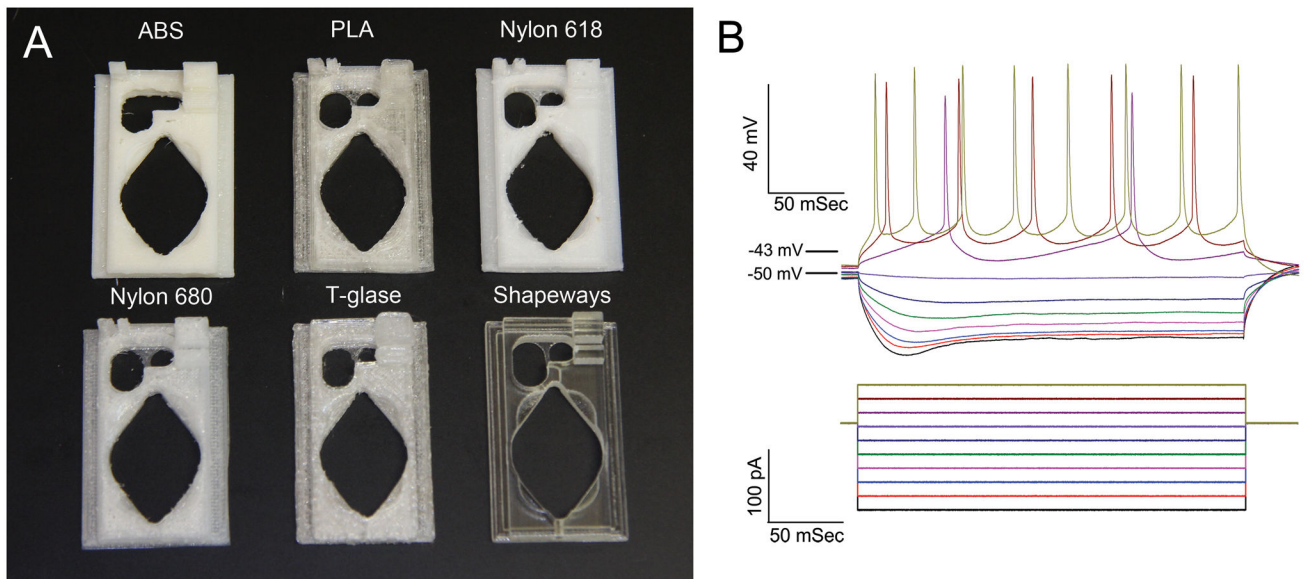 A
ABS
PLA
Nylon 618
Nylon 680
T-glase
Shapeways
B
40 mV
50 mSec
-43 mV
-50 mV
100 pA
50 mSec